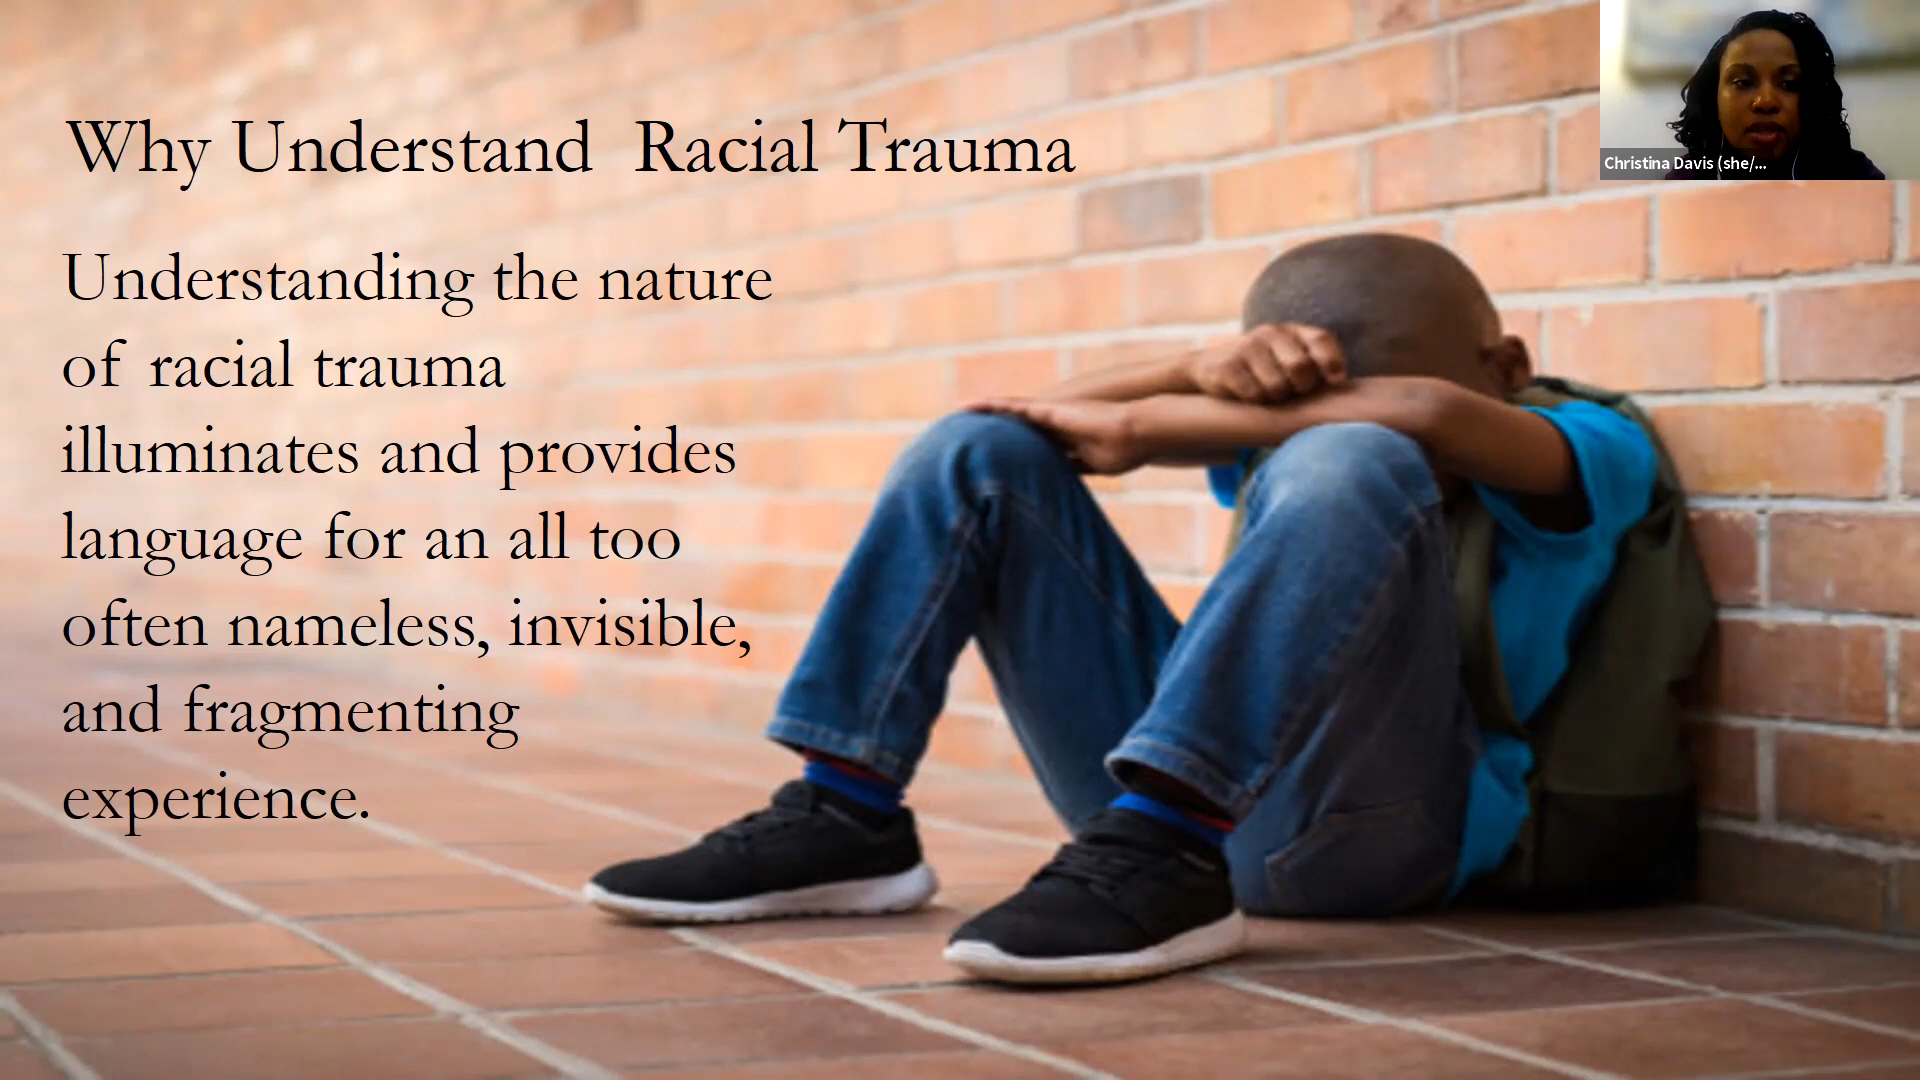 Why Understand Racial Trauma
Understanding the nature
of racial trauma
illuminates and provides
language for an all too
often nameless, invisible,
and fragmenting
experience.
Christina Davis (she/...